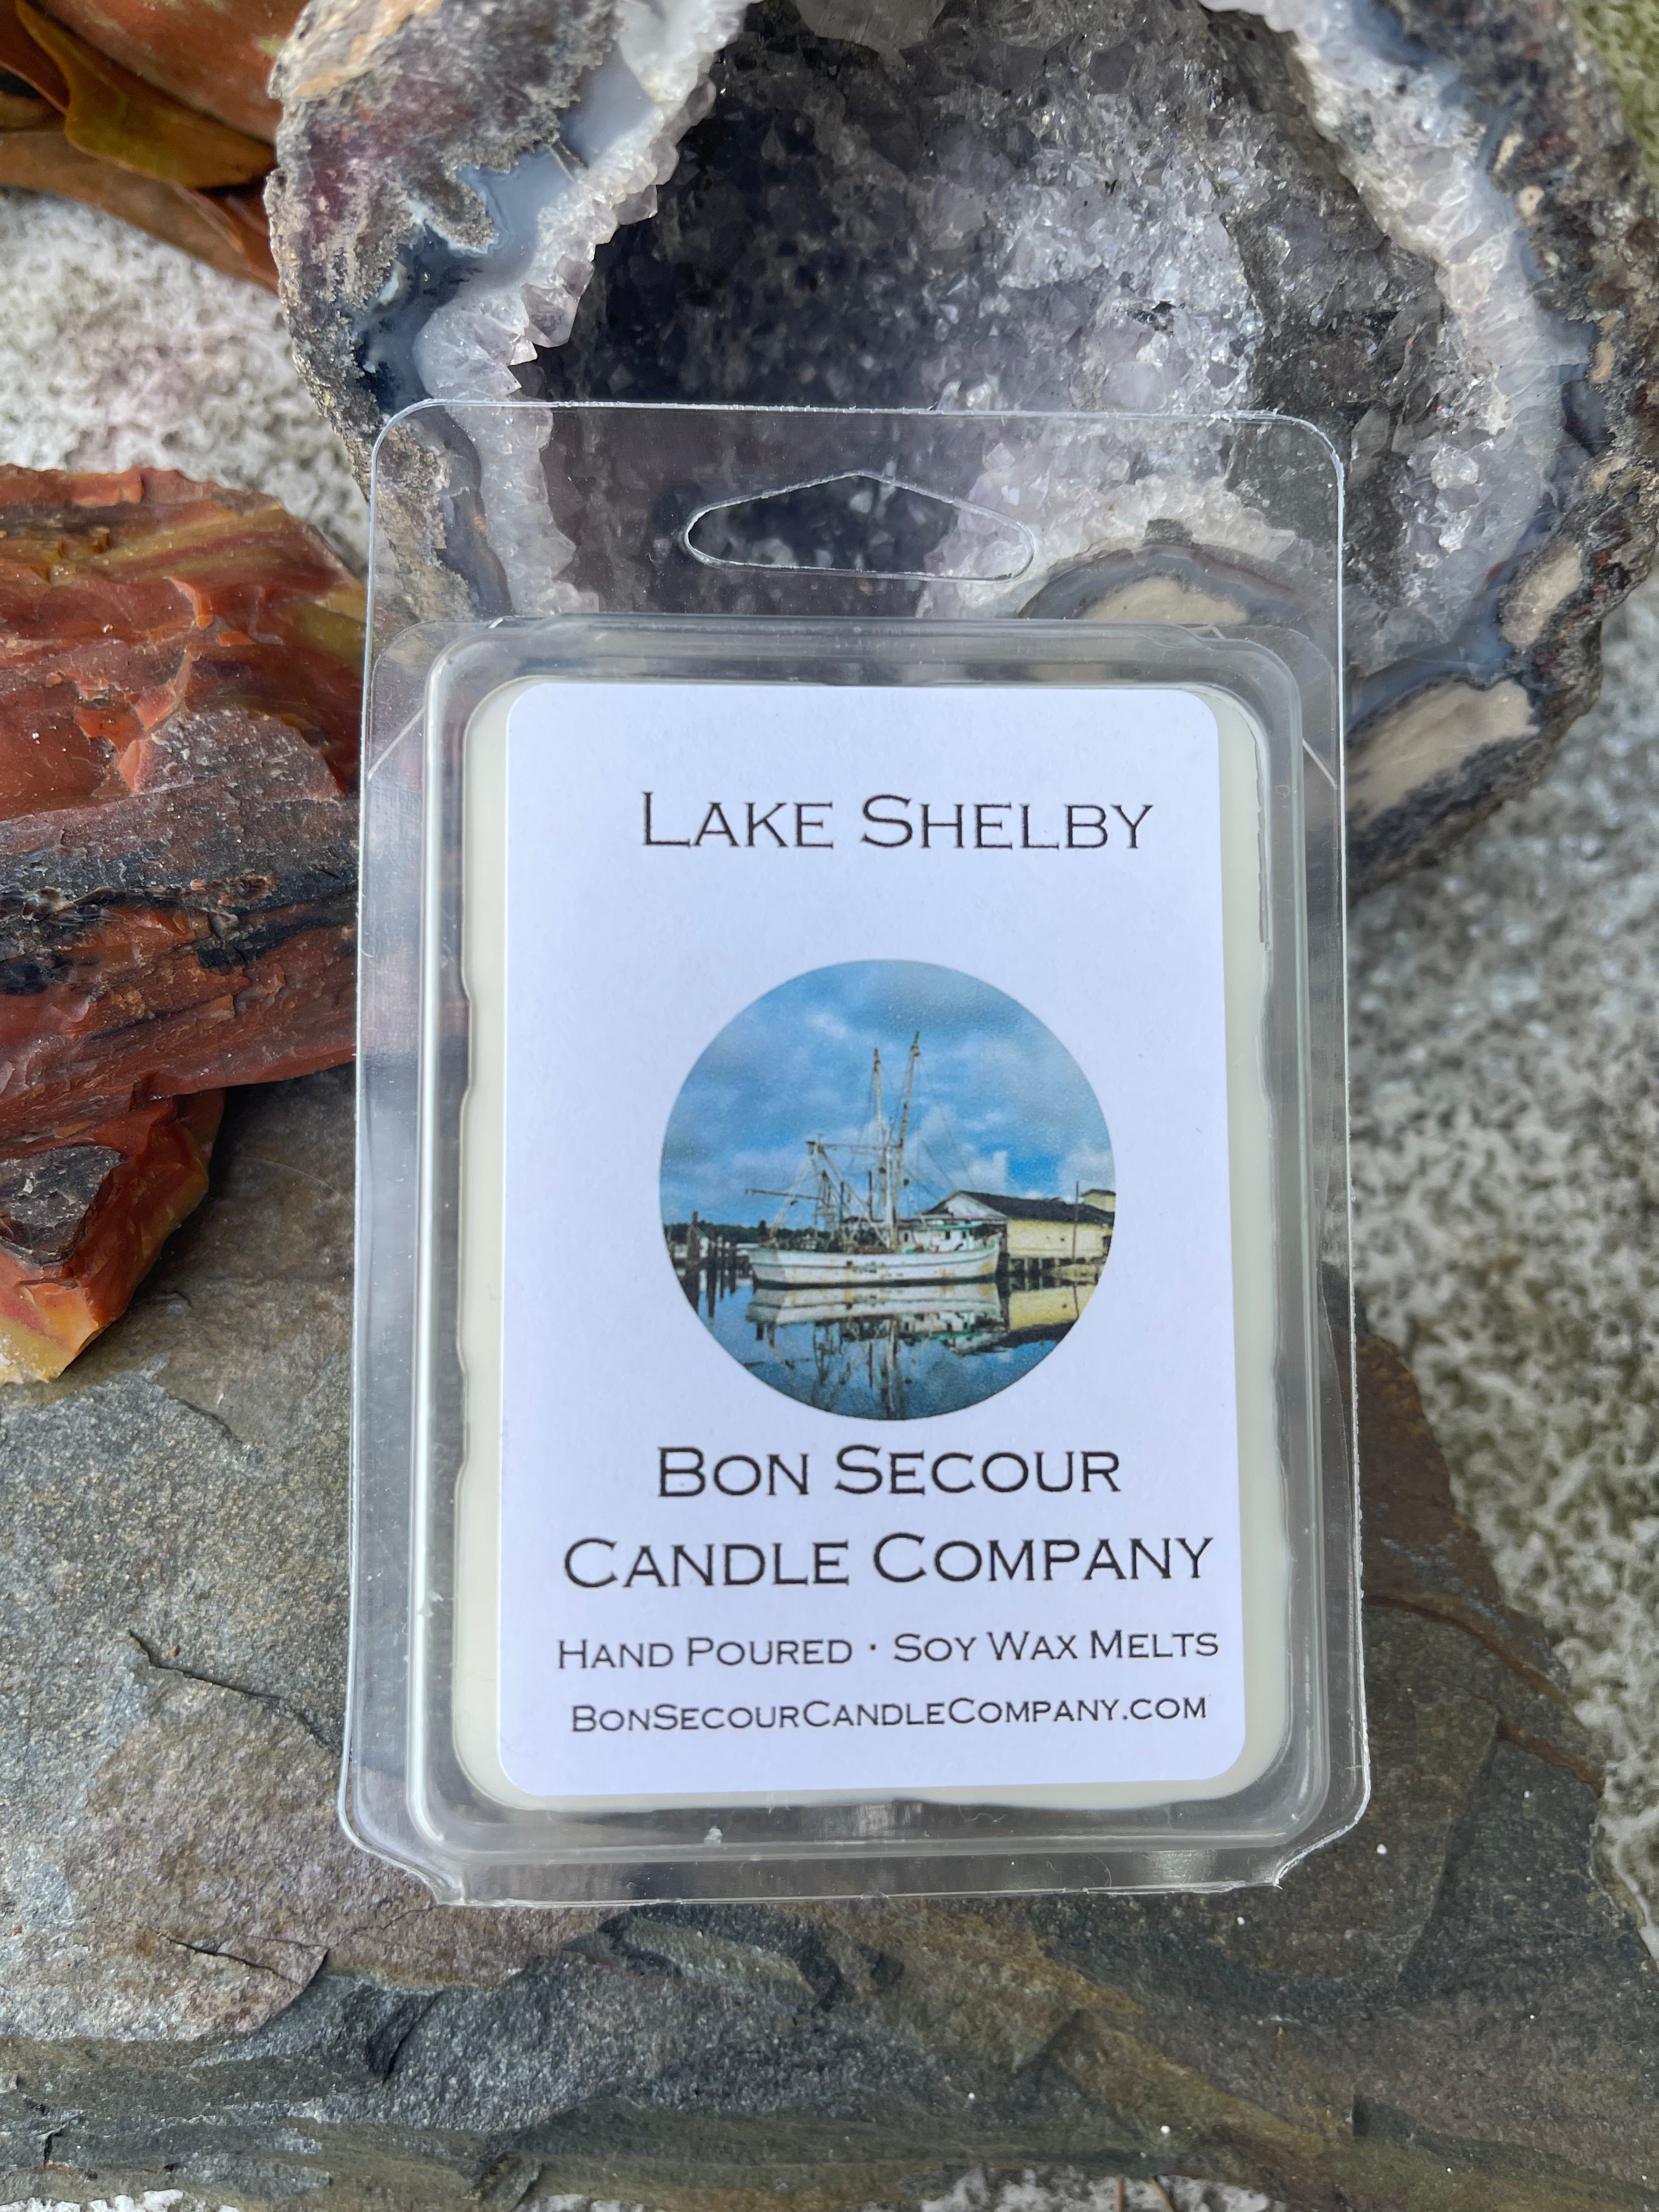 Lake Shelby
Bon Secour
Candle Company
Hand Poured · Soy Wax Melts
BonSecourCandleCompany.com